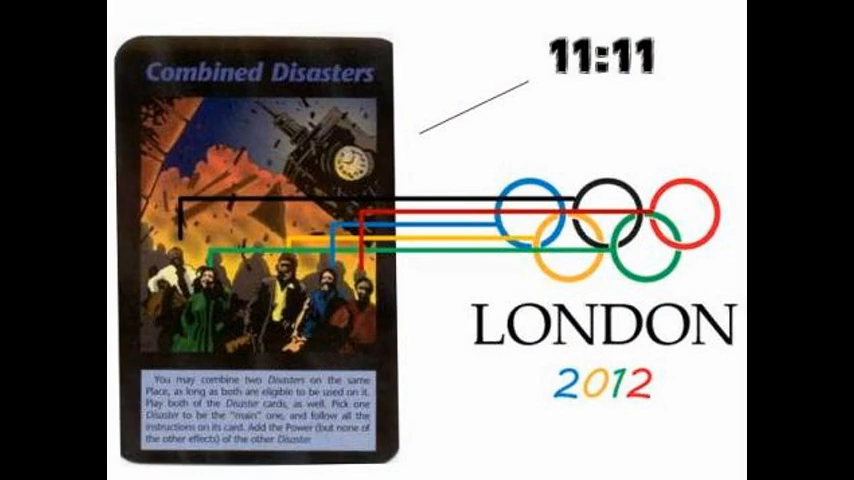 Combined Disasters
You may combine two Disasters on the same
Place, as long as both are eligible to be used on it.
Play both of the Disaster cards, as well. Pick one
Disaster to be the "main" one, and follow all the
instructions on its card. Add the Power (but none of
the other effects) of the other Disaster
11:11
LONDON
2012